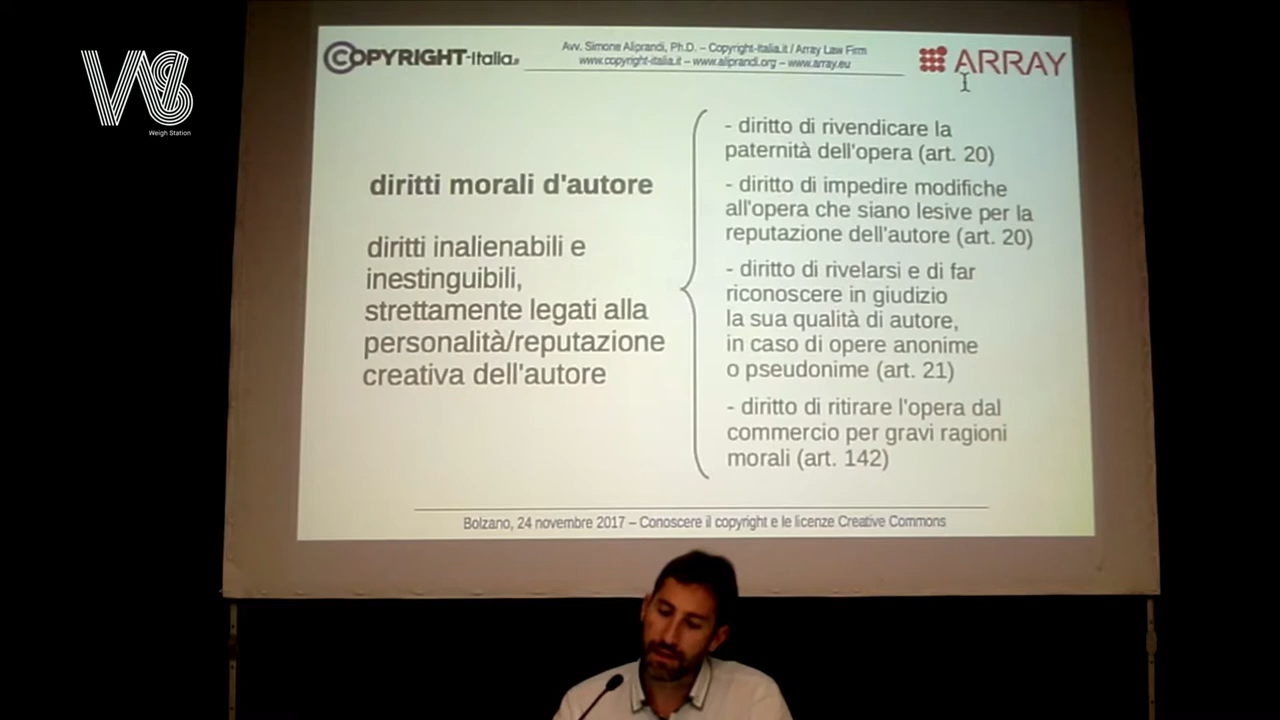 WS
Weigh Station
COPYRIGHT-Italia.it
Avv. Simone Aliprandi, Ph.D. – Copyright-Italia.it / Array Law Firm
www.copyright-italia.it – www.aliprandi.org – www.array.eu
ARRAY
diritti morali d'autore
diritti inalienabili e
inestinguibili,
strettamente legati alla
personalità/reputazione
creativa dell'autore
- diritto di rivendicare la
paternità dell'opera (art. 20)
- diritto di impedire modifiche
all'opera che siano lesive per la
reputazione dell'autore (art. 20)
- diritto di rivelarsi e di far
riconoscere in giudizio
la sua qualità di autore,
in caso di opere anonime
o pseudonime (art. 21)
- diritto di ritirare l'opera dal
commercio per gravi ragioni
morali (art. 142)
Bolzano, 24 novembre 2017 – Conoscere il copyright e le licenze Creative Commons